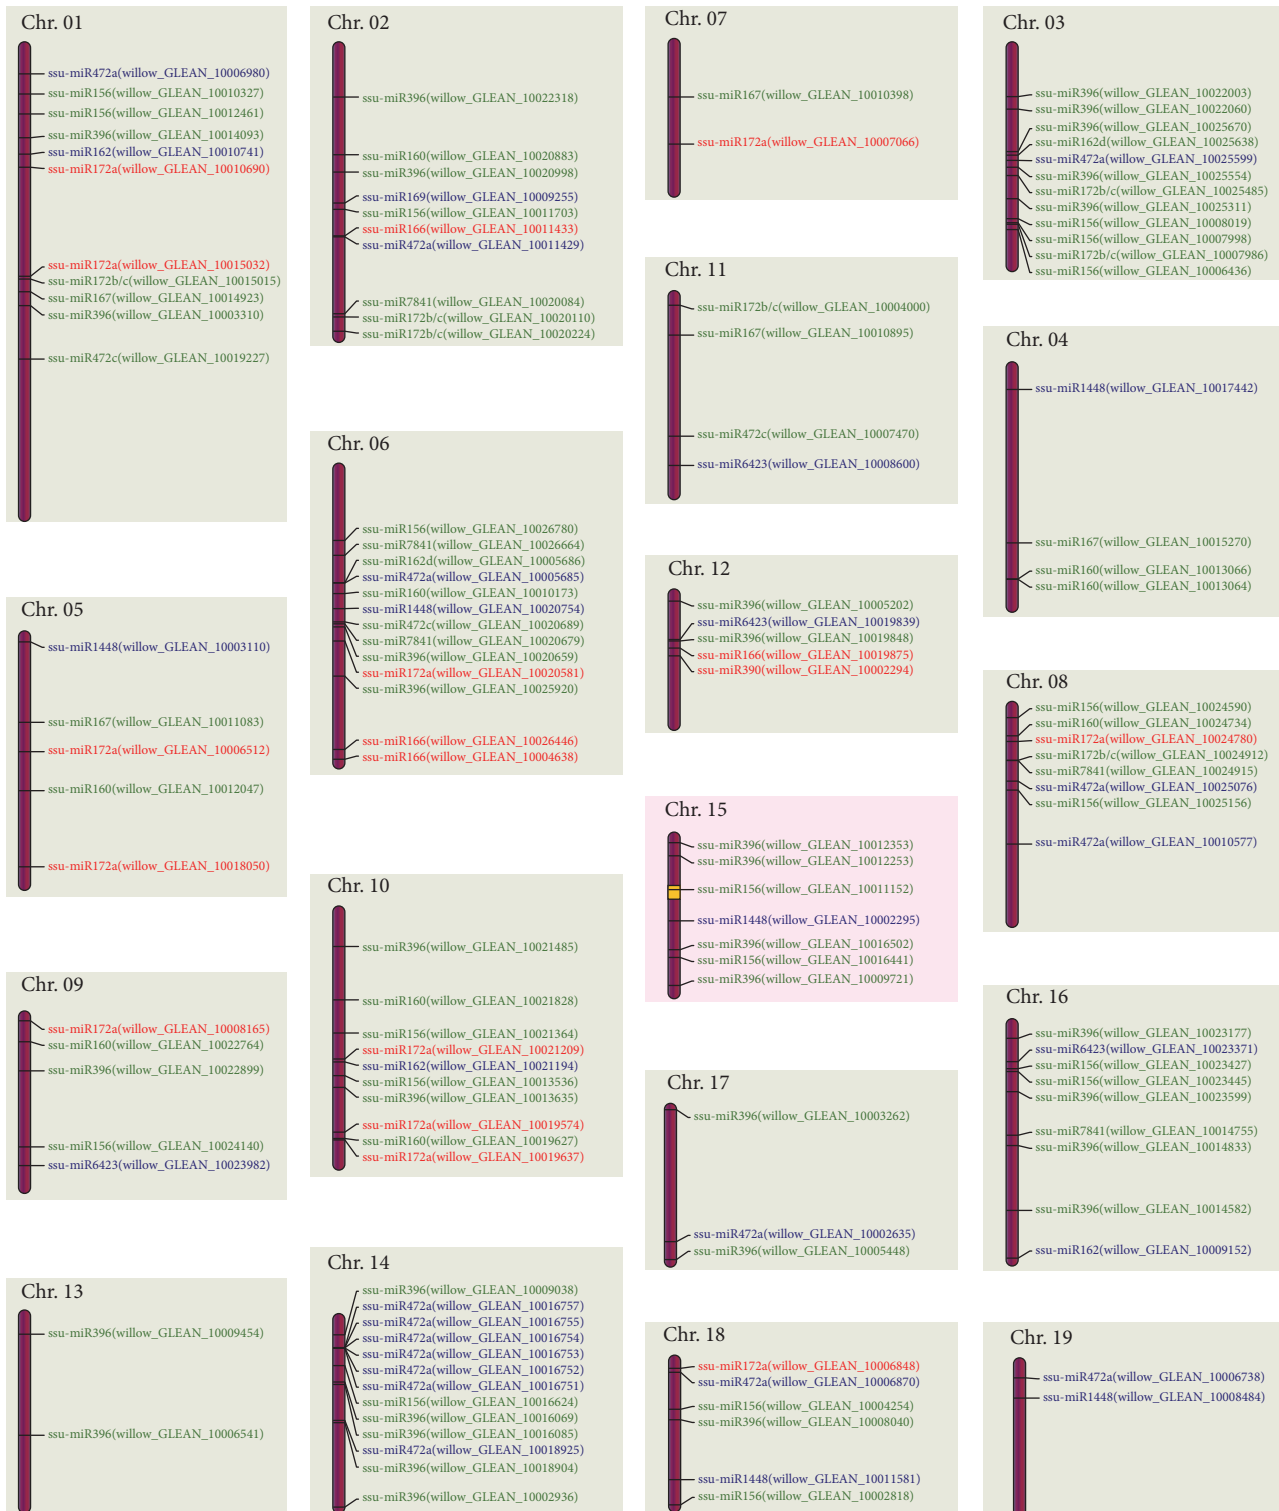 Chr. 01
ssu-miR472a(willow_GLEAN_10006980)
ssu-miR156(willow_GLEAN_10010327)
ssu-miR156(willow_GLEAN_10012461)
ssu-miR396(willow_GLEAN_10014093)
ssu-miR162(willow_GLEAN_10010741)
ssu-miR172a(willow_GLEAN_10010690)
ssu-miR172a(willow_GLEAN_10015032)
ssu-miR172b/c(willow_GLEAN_10015015)
ssu-miR167(willow_GLEAN_10014923)
ssu-miR396(willow_GLEAN_10003310)
ssu-miR472c(willow_GLEAN_10019227)
Chr. 02
ssu-miR396(willow_GLEAN_10022318)
ssu-miR160(willow_GLEAN_10020883)
ssu-miR396(willow_GLEAN_10020998)
ssu-miR169(willow_GLEAN_10009255)
ssu-miR156(willow_GLEAN_10011703)
ssu-miR166(willow_GLEAN_10011433)
ssu-miR472a(willow_GLEAN_10011429)
ssu-miR7841(willow_GLEAN_10020084)
ssu-miR172b/c(willow_GLEAN_10020110)
ssu-miR172b/c(willow_GLEAN_10020224)
Chr. 07
ssu-miR167(willow_GLEAN_10010398)
ssu-miR172a(willow_GLEAN_10007066)
Chr. 03
ssu-miR396(willow_GLEAN_10022003)
ssu-miR396(willow_GLEAN_10022060)
ssu-miR396(willow_GLEAN_10025670)
ssu-miR162d(willow_GLEAN_10025638)
ssu-miR472a(willow_GLEAN_10025599)
ssu-miR396(willow_GLEAN_10025554)
ssu-miR172b/c(willow_GLEAN_10025485)
ssu-miR396(willow_GLEAN_10025311)
ssu-miR156(willow_GLEAN_10008019)
ssu-miR156(willow_GLEAN_10007998)
ssu-miR172b/c(willow_GLEAN_10007986)
ssu-miR156(willow_GLEAN_10006436)
Chr. 11
ssu-miR172b/c(willow_GLEAN_10004000)
ssu-miR167(willow_GLEAN_10010895)
ssu-miR472c(willow_GLEAN_10007470)
ssu-miR6423(willow_GLEAN_10008600)
Chr. 04
ssu-miR1448(willow_GLEAN_10017442)
ssu-miR167(willow_GLEAN_10015270)
ssu-miR160(willow_GLEAN_10013066)
ssu-miR160(willow_GLEAN_10013064)
Chr. 06
ssu-miR156(willow_GLEAN_10026780)
ssu-miR7841(willow_GLEAN_10026664)
ssu-miR162d(willow_GLEAN_10005686)
ssu-miR472a(willow_GLEAN_10005685)
ssu-miR160(willow_GLEAN_10010173)
ssu-miR1448(willow_GLEAN_10020754)
ssu-miR472c(willow_GLEAN_10020689)
ssu-miR7841(willow_GLEAN_10020679)
ssu-miR396(willow_GLEAN_10020659)
ssu-miR172a(willow_GLEAN_10020581)
ssu-miR396(willow_GLEAN_10025920)
ssu-miR166(willow_GLEAN_10026446)
ssu-miR166(willow_GLEAN_10004638)
Chr. 05
ssu-miR1448(willow_GLEAN_10003110)
ssu-miR167(willow_GLEAN_10011083)
ssu-miR172a(willow_GLEAN_10006512)
ssu-miR160(willow_GLEAN_10012047)
ssu-miR172a(willow_GLEAN_10018050)
Chr. 12
ssu-miR396(willow_GLEAN_10005202)
ssu-miR6423(willow_GLEAN_10019839)
ssu-miR396(willow_GLEAN_10019848)
ssu-miR166(willow_GLEAN_10019875)
ssu-miR390(willow_GLEAN_10002294)
Chr. 08
ssu-miR156(willow_GLEAN_10024590)
ssu-miR160(willow_GLEAN_10024734)
ssu-miR172a(willow_GLEAN_10024780)
ssu-miR172b/c(willow_GLEAN_10024912)
ssu-miR7841(willow_GLEAN_10024915)
ssu-miR472a(willow_GLEAN_10025076)
ssu-miR156(willow_GLEAN_10025156)
ssu-miR472a(willow_GLEAN_10010577)
Chr. 15
ssu-miR396(willow_GLEAN_10012353)
ssu-miR396(willow_GLEAN_10012253)
ssu-miR156(willow_GLEAN_10011152)
ssu-miR1448(willow_GLEAN_10002295)
ssu-miR396(willow_GLEAN_10016502)
ssu-miR156(willow_GLEAN_10016441)
ssu-miR396(willow_GLEAN_10009721)
Chr. 10
ssu-miR396(willow_GLEAN_10021485)
ssu-miR160(willow_GLEAN_10021828)
ssu-miR156(willow_GLEAN_10021364)
ssu-miR172a(willow_GLEAN_10021209)
ssu-miR162(willow_GLEAN_10021194)
ssu-miR156(willow_GLEAN_10013536)
ssu-miR396(willow_GLEAN_10013635)
ssu-miR172a(willow_GLEAN_10019574)
ssu-miR160(willow_GLEAN_10019627)
ssu-miR172a(willow_GLEAN_10019637)
Chr. 09
ssu-miR172a(willow_GLEAN_10008165)
ssu-miR160(willow_GLEAN_10022764)
ssu-miR396(willow_GLEAN_10022899)
ssu-miR156(willow_GLEAN_10024140)
ssu-miR6423(willow_GLEAN_10023982)
Chr. 16
ssu-miR396(willow_GLEAN_10023177)
ssu-miR6423(willow_GLEAN_10023371)
ssu-miR156(willow_GLEAN_10023427)
ssu-miR156(willow_GLEAN_10023445)
ssu-miR396(willow_GLEAN_10023599)
ssu-miR7841(willow_GLEAN_10014755)
ssu-miR396(willow_GLEAN_10014833)
ssu-miR396(willow_GLEAN_10014582)
ssu-miR162(willow_GLEAN_10009152)
Chr. 17
ssu-miR396(willow_GLEAN_10003262)
ssu-miR472a(willow_GLEAN_10002635)
ssu-miR396(willow_GLEAN_10005448)
Chr. 13
ssu-miR396(willow_GLEAN_10009454)
ssu-miR396(willow_GLEAN_10006541)
Chr. 14
ssu-miR396(willow_GLEAN_10009038)
ssu-miR472a(willow_GLEAN_10016757)
ssu-miR472a(willow_GLEAN_10016755)
ssu-miR472a(willow_GLEAN_10016754)
ssu-miR472a(willow_GLEAN_10016753)
ssu-miR472a(willow_GLEAN_10016752)
ssu-miR472a(willow_GLEAN_10016751)
ssu-miR156(willow_GLEAN_10016624)
ssu-miR396(willow_GLEAN_10016069)
ssu-miR396(willow_GLEAN_10016085)
ssu-miR472a(willow_GLEAN_10018925)
ssu-miR396(willow_GLEAN_10018904)
ssu-miR396(willow_GLEAN_10002936)
Chr. 18
ssu-miR172a(willow_GLEAN_10006848)
ssu-miR472a(willow_GLEAN_10006870)
ssu-miR156(willow_GLEAN_10004254)
ssu-miR396(willow_GLEAN_10008040)
ssu-miR1448(willow_GLEAN_10011581)
ssu-miR156(willow_GLEAN_10002818)
Chr. 19
ssu-miR472a(willow_GLEAN_10006738)
ssu-miR1448(willow_GLEAN_10008484)